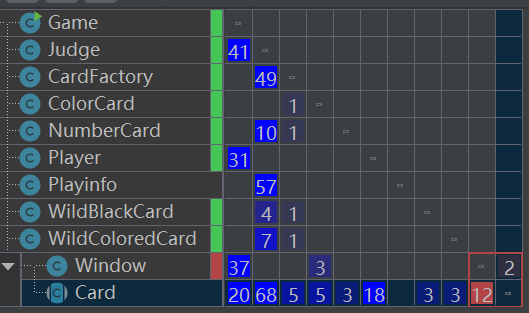 C Game
C Judge 41
C CardFactory 49
C ColorCard 1
C NumberCard 10 1
C Player 31
C Playinfo 57
C WildBlackCard 4 1
C WildColoredCard 7 1
C Window 37 3 2
C Card 20 68 5 5 3 18 3 3 12